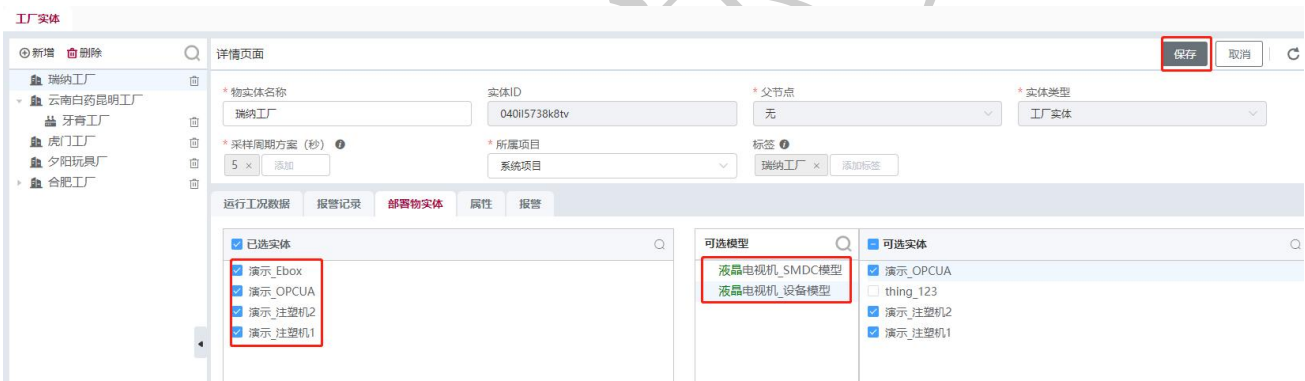 工厂实体
新增 删除
详情页面
保存 取消
瑞纳工厂
云南白药昆明工厂
牙膏工厂
虎门工厂
夕阳玩具厂
合肥工厂
* 物实体名称 实体ID * 父节点 * 实体类型
瑞纳工厂 040il5738k8tv 无 工厂实体
* 采样周期方案（秒） * 所属项目 标签
5 × 添加 系统项目 瑞纳工厂 × 添加标签
运行工况数据 报警记录 部署物实体 属性 报警
已选实体 可选模型 可选实体
演示_Ebox 液晶电视机_SMDC模型 演示_OPCUA
演示_OPCUA 液晶电视机_设备模型 thing_123
演示_注塑机2 演示_注塑机2
演示_注塑机1 演示_注塑机1